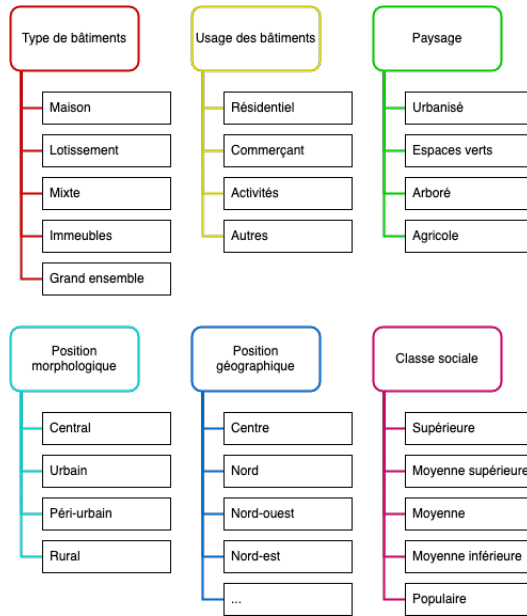 Type de bâtiments
Maison
Lotissement
Mixte
Immeubles
Grand ensemble
Usage des bâtiments
Résidentiel
Commerçant
Activités
Autres
Paysage
Urbanisé
Espaces verts
Arboré
Agricole
Position
morphologique
Central
Urbain
Péri-urbain
Rural
Position
géographique
Centre
Nord
Nord-ouest
Nord-est
...
Classe sociale
Supérieure
Moyenne supérieure
Moyenne
Moyenne inférieure
Populaire